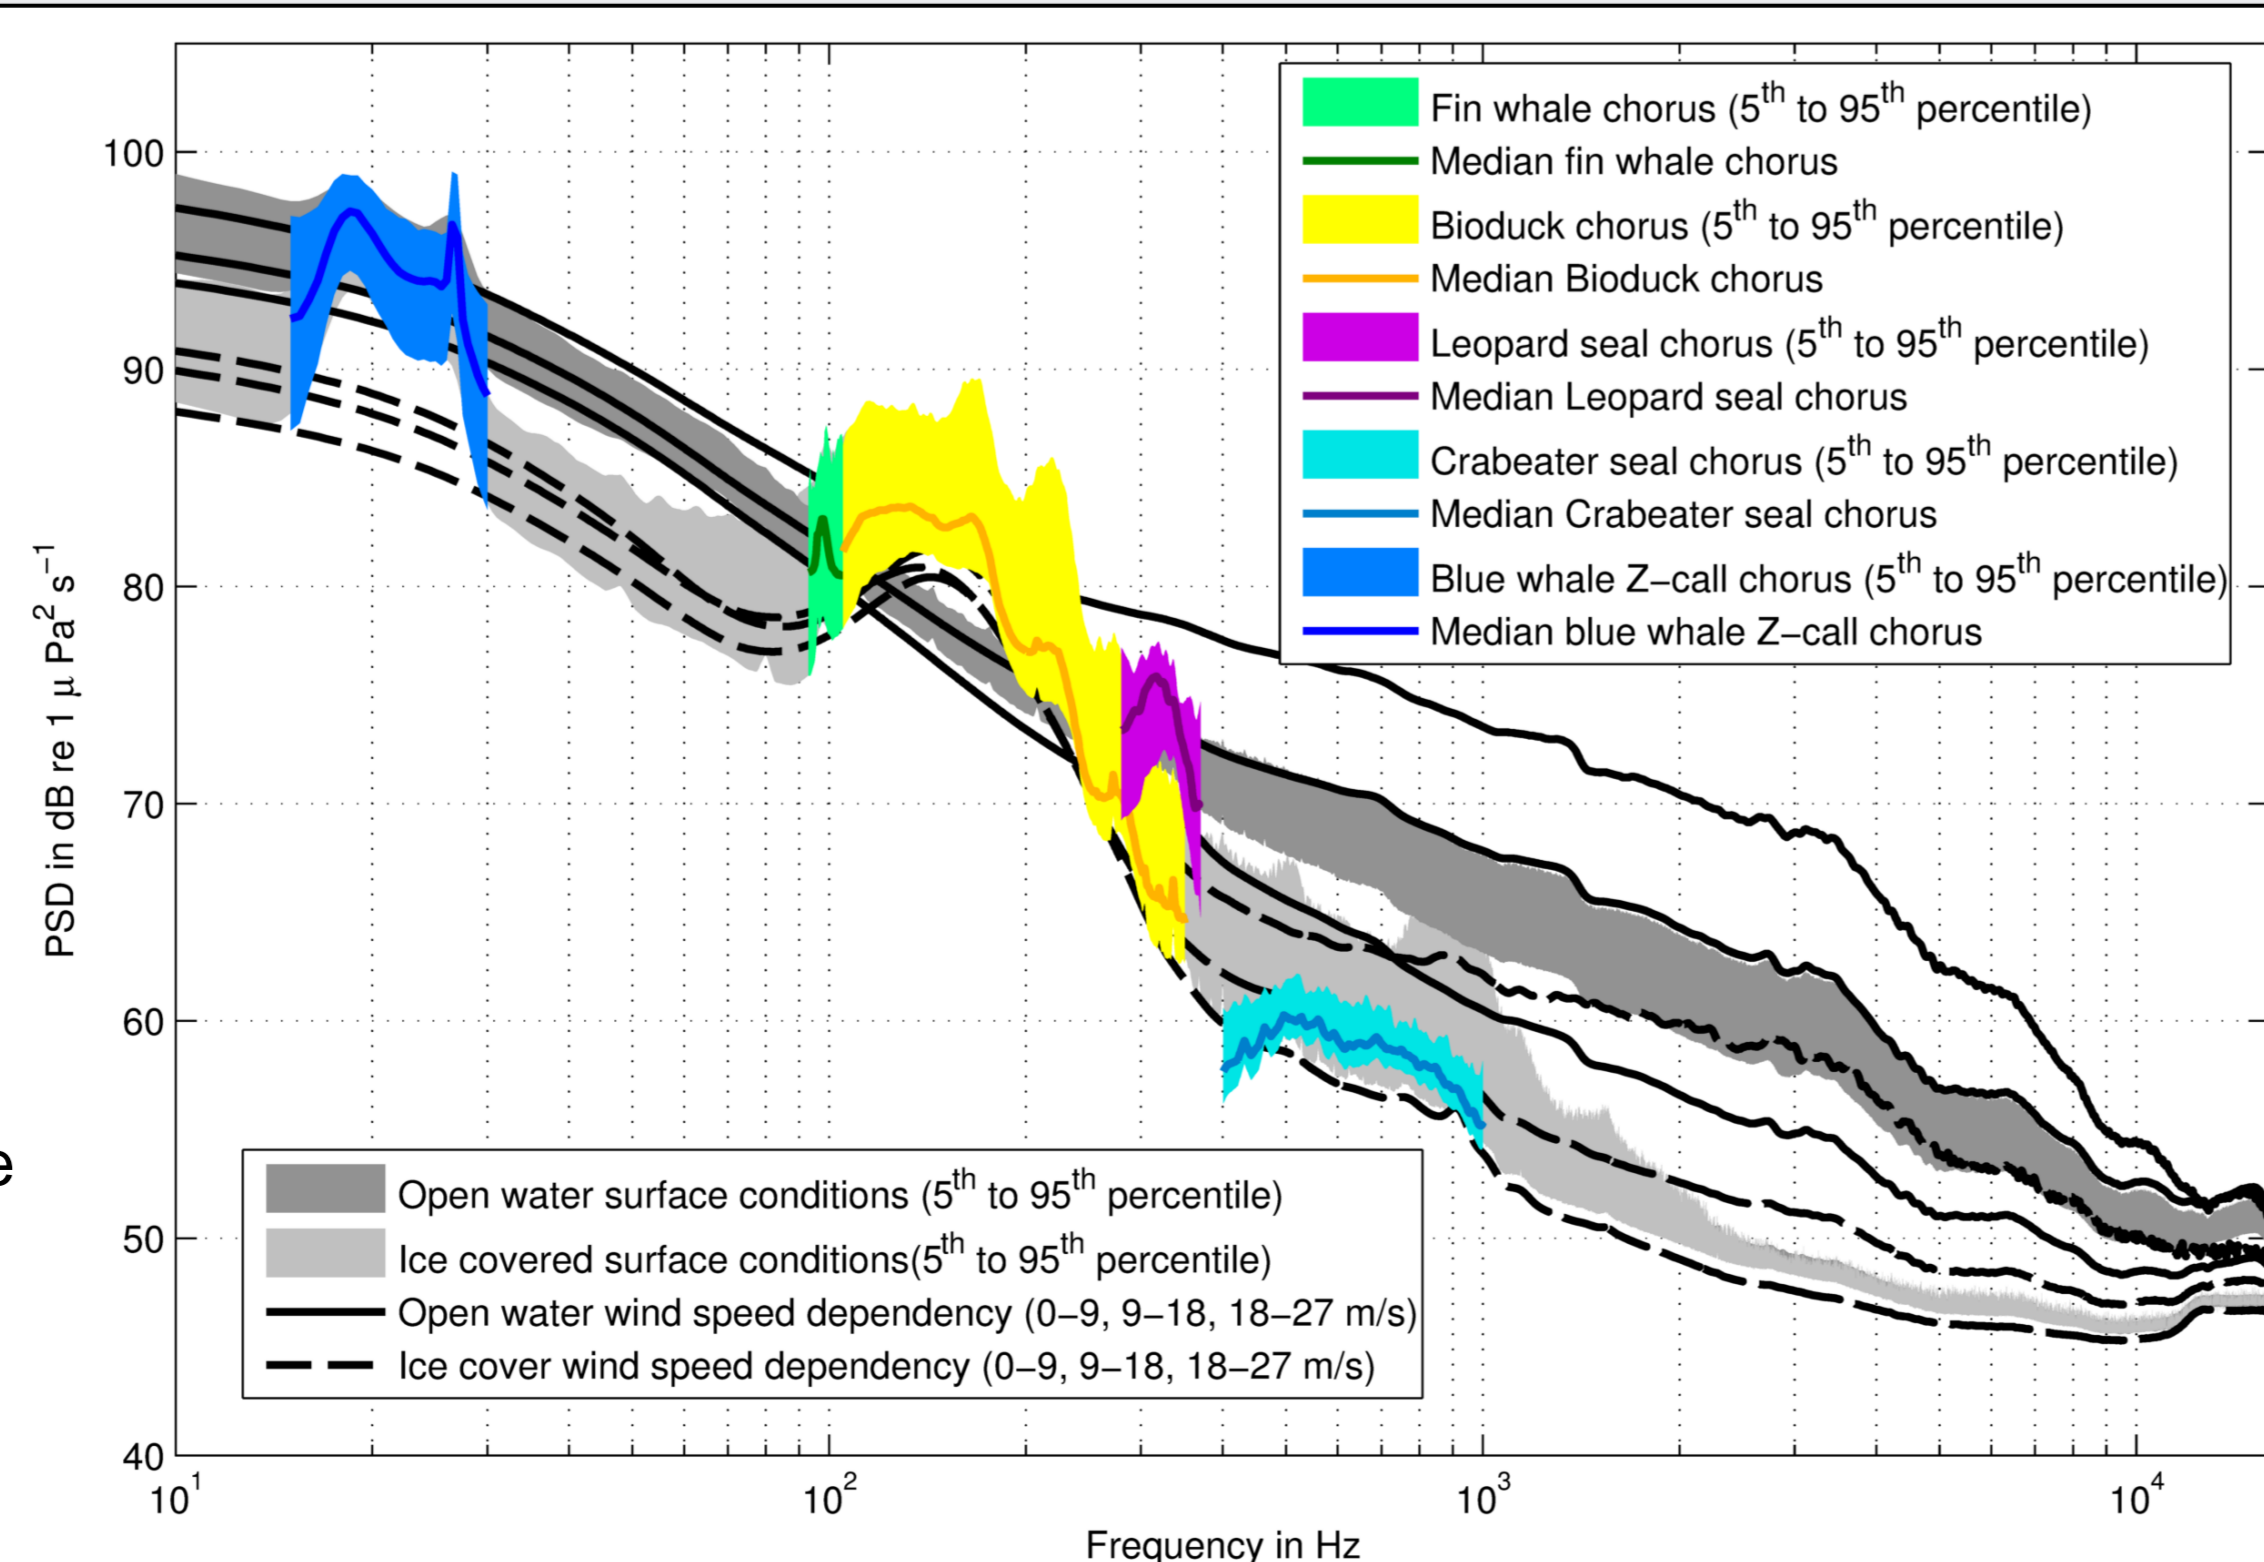 Fin whale chorus (5th to 95th percentile)
Median fin whale chorus
Bioduck chorus (5th to 95th percentile)
Median Bioduck chorus
Leopard seal chorus (5th to 95th percentile)
Median Leopard seal chorus
Crabeater seal chorus (5th to 95th percentile)
Median Crabeater seal chorus
Blue whale Z−call chorus (5th to 95th percentile)
Median blue whale Z−call chorus
100
90
80
70
60
50
40
PSD in dB re 1 μ Pa² s⁻¹
e
Open water surface conditions (5th to 95th percentile)
Ice covered surface conditions(5th to 95th percentile)
Open water wind speed dependency (0−9, 9−18, 18−27 m/s)
Ice cover wind speed dependency (0−9, 9−18, 18−27 m/s)
10¹ 10² 10³ 10⁴
Frequency in Hz